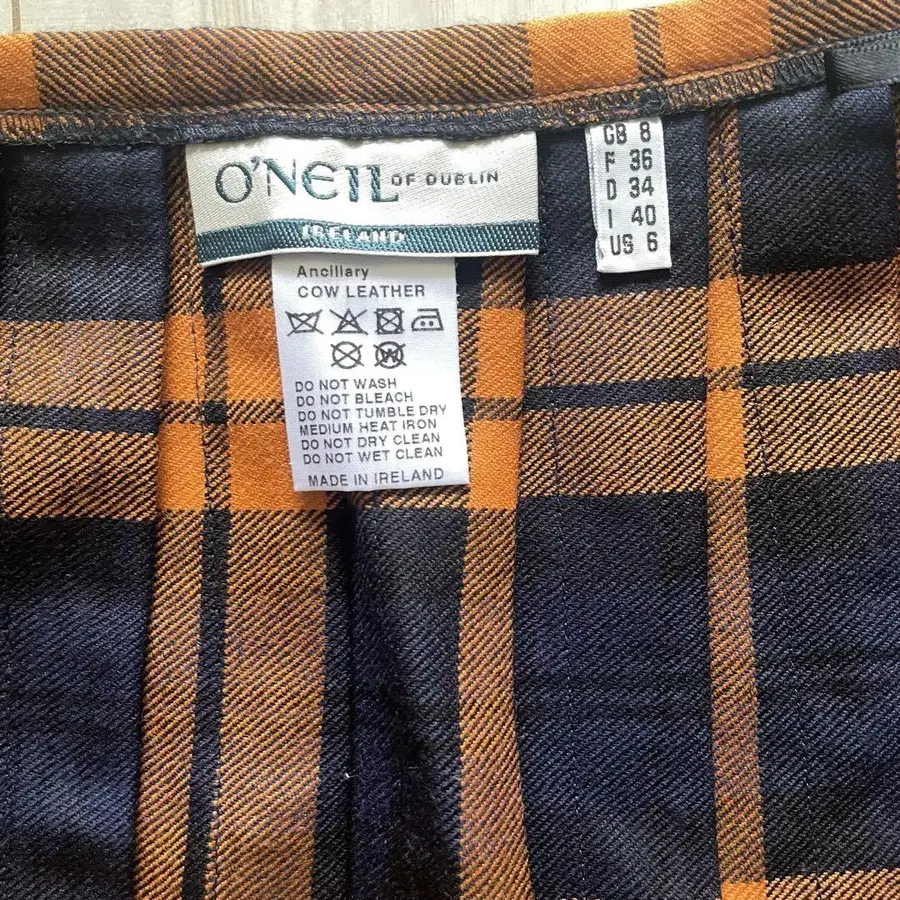 O'NEIL OF DUBLIN
IRELAND
GB 8
F 36
D 34
I 40
US 6
Ancillary
COW LEATHER
W
DO NOT WASH
DO NOT BLEACH
DO NOT TUMBLE DRY
MEDIUM HEAT IRON
DO NOT DRY CLEAN
DO NOT WET CLEAN
MADE IN IRELAND